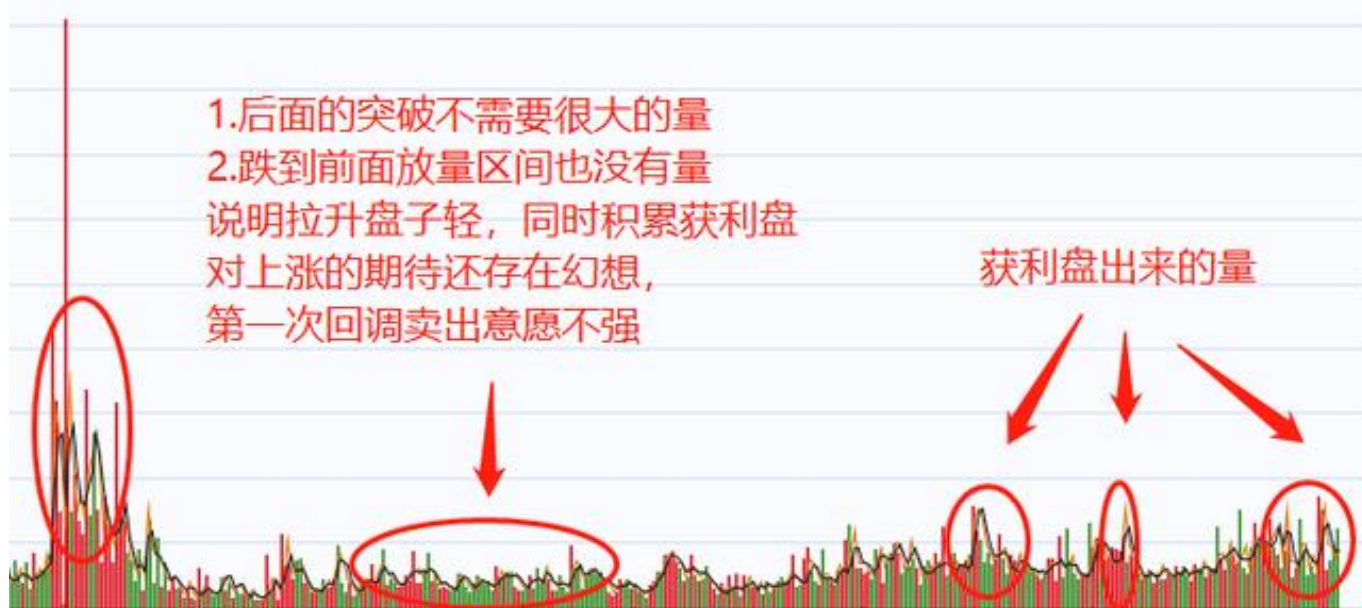 1.后面的突破不需要很大的量
2.跌到前面放量区间也没有量
说明拉升盘子轻，同时积累获利盘
对上涨的期待还存在幻想，
第一次回调卖出意愿不强
获利盘出来的量